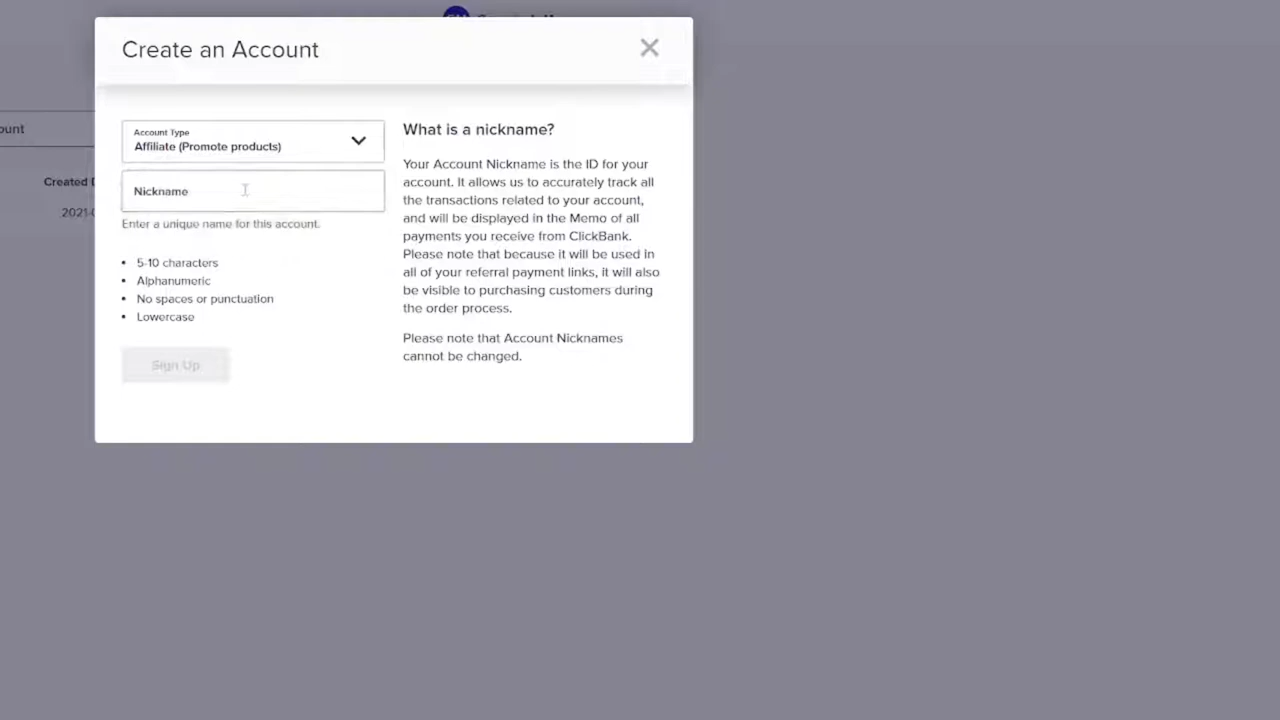 Create an Account
ount
Account Type
Affiliate (Promote products)
Nickname
Enter a unique name for this account.
• 5-10 characters
• Alphanumeric
• No spaces or punctuation
• Lowercase
Sign Up
What is a nickname?
Your Account Nickname is the ID for your
account. It allows us to accurately track all
the transactions related to your account,
and will be displayed in the Memo of all
payments you receive from ClickBank.
Please note that because it will be used in
all of your referral payment links, it will also
be visible to purchasing customers during
the order process.
Please note that Account Nicknames
cannot be changed.
Created
2021-0